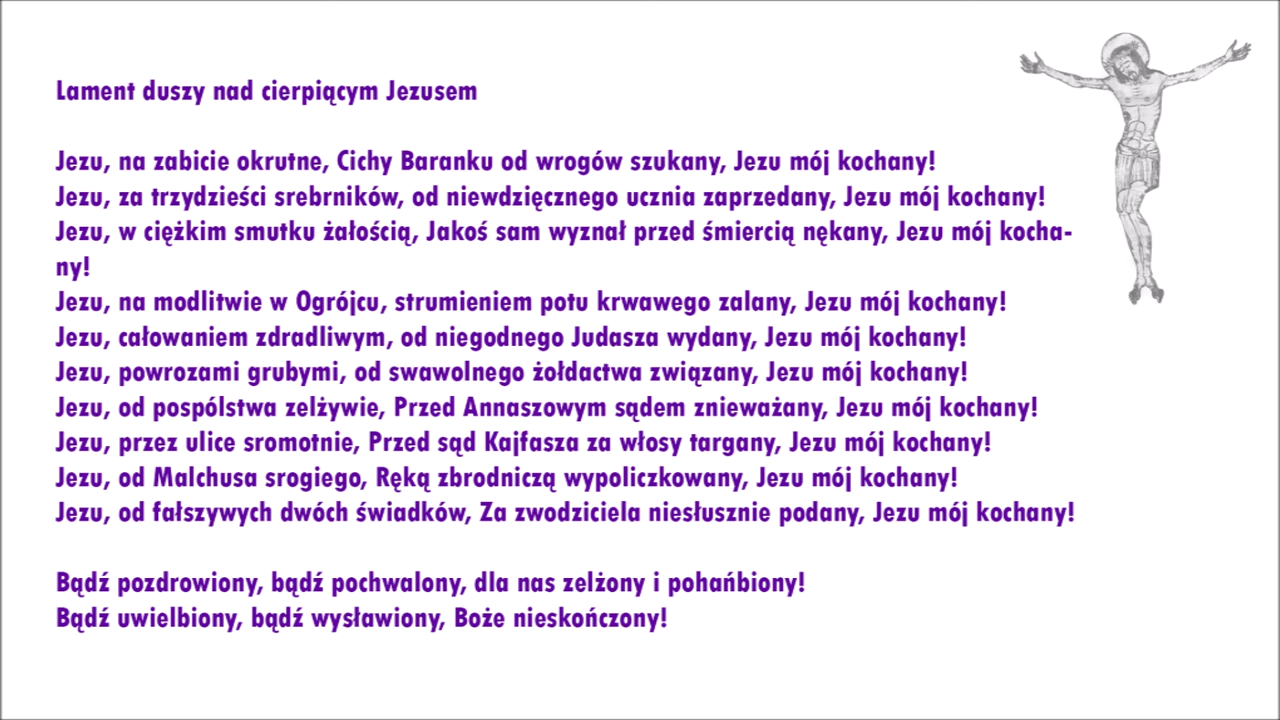 Lament duszy nad cierpiącym Jezusem
Jezu, na zabicie okrutne, Cichy Baranku od wrogów szukany, Jezu mój kochany!
Jezu, za trzydzieści srebrników, od niewdzięcznego ucznia zaprzedany, Jezu mój kochany!
Jezu, w ciężkim smutku żałością, Jakoś sam wyznał przed śmiercią nękany, Jezu mój kocha-
ny!
Jezu, na modlitwie w Ogrójcu, strumieniem potu krwawego zalany, Jezu mój kochany!
Jezu, całowaniem zdradliwym, od niegodnego Judasza wydany, Jezu mój kochany!
Jezu, powrozami grubymi, od swawolnego żołdactwa związany, Jezu mój kochany!
Jezu, od pospólstwa zelżywie, Przed Annaszowym sądem znieważany, Jezu mój kochany!
Jezu, przez ulice sromotnie, Przed sąd Kajfasza za włosy targany, Jezu mój kochany!
Jezu, od Malchusa srogiego, Ręką zbrodniczą wypoliczkowany, Jezu mój kochany!
Jezu, od fałszywych dwóch świadków, Za zwodziciela niesłusznie podany, Jezu mój kochany!
Bądź pozdrowiony, bądź pochwalony, dla nas zelżony i pohańbiony!
Bądź uwielbiony, bądź wysławiony, Boże nieskończony!